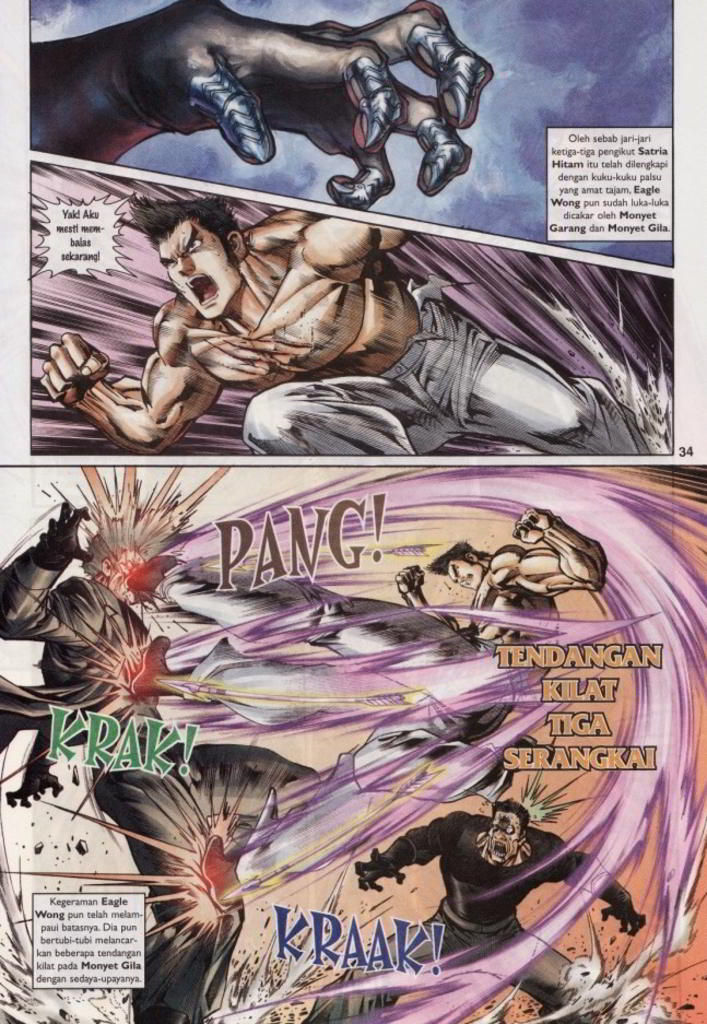 Oleh sebab jari-jari
ketiga-tiga pengikut Satria
Hitam itu telah dilengkapi
dengan kuku-kuku palsu
yang amat tajam, Eagle
Wong pun sudah luka-luka
dicakar oleh Monyet
Garang dan Monyet Gila.
Yak! Aku
mesti mem-
balas
sekarang!
34
PANG!
TENDANGAN
KILAT
TIGA
SERANGKAI
KRAK!
Kegeraman Eagle
Wong pun telah melam-
paui batasnya. Dia pun
bertubi-tubi melancar-
kan beberapa tendangan
kilat pada Monyet Gila
dengan sedaya-upayanya.
KRAAK!